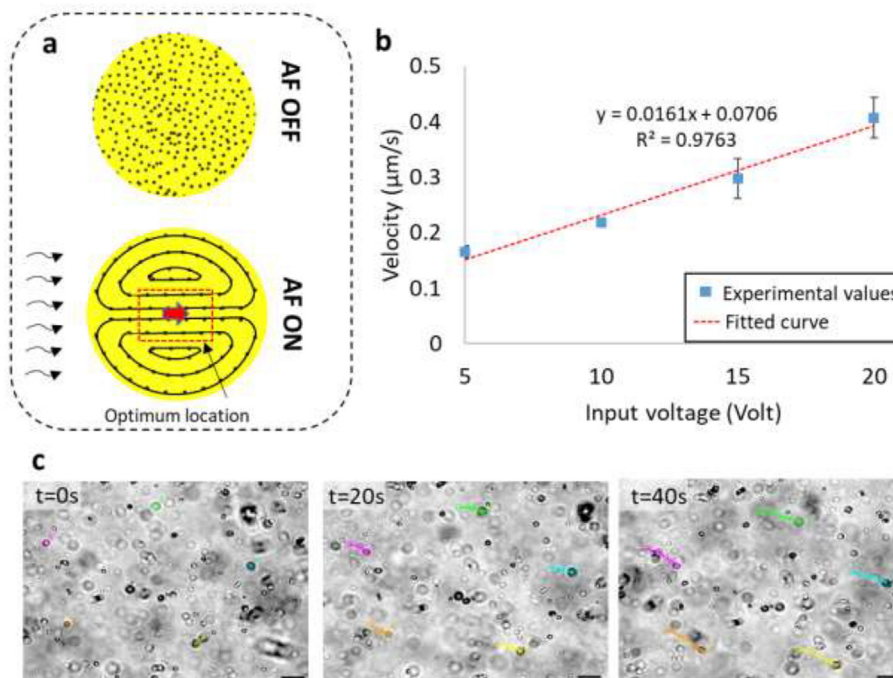 a
AF OFF
AF ON
Optimum location
b
Velocity (μm/s)
0.5
0.4
0.3
0.2
0.1
0
y = 0.0161x + 0.0706
R² = 0.9763
Experimental values
Fitted curve
5
10
15
20
Input voltage (Volt)
c
t=0s
t=20s
t=40s